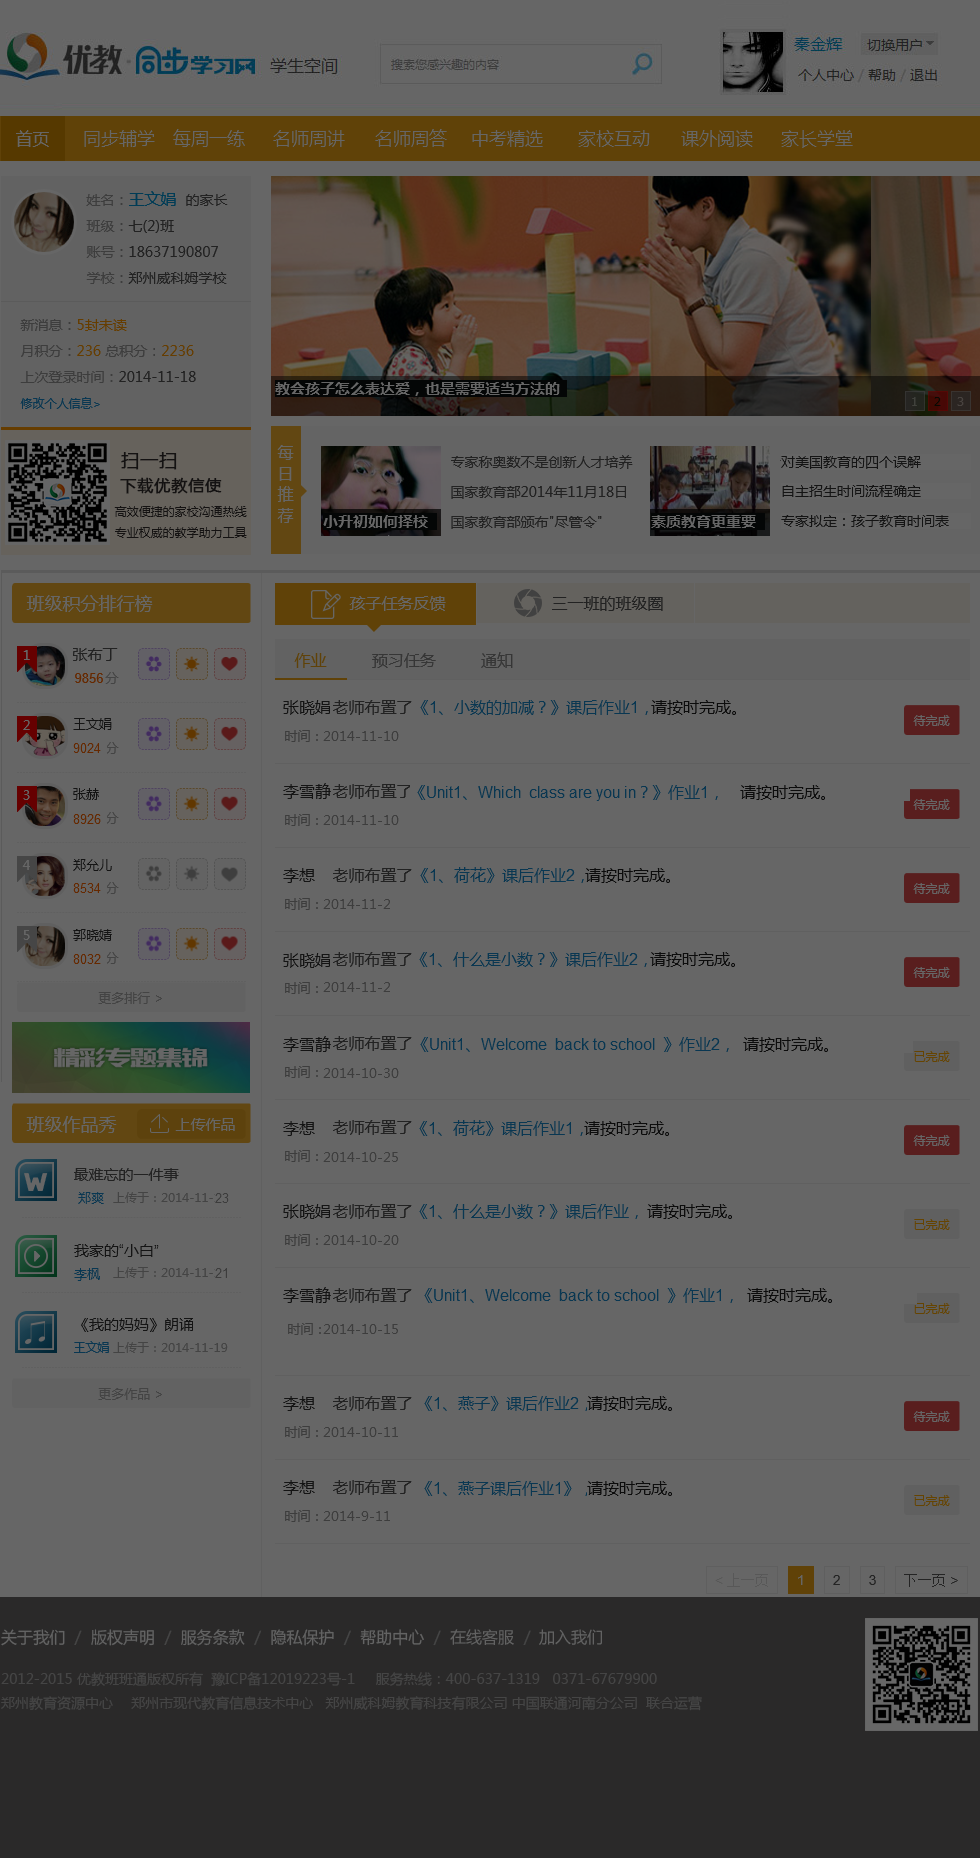 优教·同步学习网 学生空间
搜索您感兴趣的内容
秦金辉 切换用户
个人中心 / 帮助 / 退出
首页 同步辅学 每周一练 名师周讲 名师周答 中考精选 家校互动 课外阅读 家长学堂
姓名：王文娟 的家长
班级：七(2)班
账号：18637190807
学校：郑州威科姆学校
新消息：5封未读
月积分：236 总积分：2236
上次登录时间：2014-11-18
修改个人信息>
教会孩子怎么表达爱，也是需要适当方法的
1 2 3
扫一扫
下载优教信使
高效便捷的家校沟通热线
专业权威的教学助力工具
每日推荐
小升初如何择校
专家称奥数不是创新人才培养
国家教育部2014年11月18日
国家教育部颁布"尽管令"
素质教育更重要
对美国教育的四个误解
自主招生时间流程确定
专家拟定：孩子教育时间表
班级积分排行榜
1 张布丁
9856分
2 王文娟
9024 分
3 张赫
8926 分
4 郑允儿
8534 分
5 郭晓婧
8032 分
更多排行 >
精彩专题集锦
班级作品秀 上传作品
最难忘的一件事
郑爽 上传于：2014-11-23
我家的“小白”
李枫 上传于：2014-11-21
《我的妈妈》朗诵
王文娟 上传于：2014-11-19
更多作品 >
孩子任务反馈 三一班的班级圈
作业 预习任务 通知
张晓娟老师布置了《1、小数的加减？》课后作业1 ,请按时完成。
时间：2014-11-10
待完成
李雪静老师布置了《Unit1、Which class are you in？》作业1， 请按时完成。
时间：2014-11-10
待完成
李想 老师布置了《1、荷花》课后作业2 ,请按时完成。
时间：2014-11-2
待完成
张晓娟老师布置了《1、什么是小数？》课后作业2 ,请按时完成。
时间：2014-11-2
待完成
李雪静老师布置了《Unit1、Welcome back to school 》作业2， 请按时完成。
时间：2014-10-30
已完成
李想 老师布置了《1、荷花》课后作业1 ,请按时完成。
时间：2014-10-25
待完成
张晓娟老师布置了《1、什么是小数？》课后作业， 请按时完成。
时间：2014-10-20
已完成
李雪静老师布置了 《Unit1、Welcome back to school 》作业1， 请按时完成。
时间 :2014-10-15
已完成
李想 老师布置了 《1、燕子》课后作业2 ,请按时完成。
时间：2014-10-11
待完成
李想 老师布置了 《1、燕子课后作业1》 ,请按时完成。
时间：2014-9-11
已完成
< 上一页 1 2 3 下一页 >
关于我们 / 版权声明 / 服务条款 / 隐私保护 / 帮助中心 / 在线客服 / 加入我们
2012-2015 优教班班通版权所有 豫ICP备12019223号-1 服务热线：400-637-1319 0371-67679900
郑州教育资源中心 郑州市现代教育信息技术中心 郑州威科姆教育科技有限公司 中国联通河南分公司 联合运营